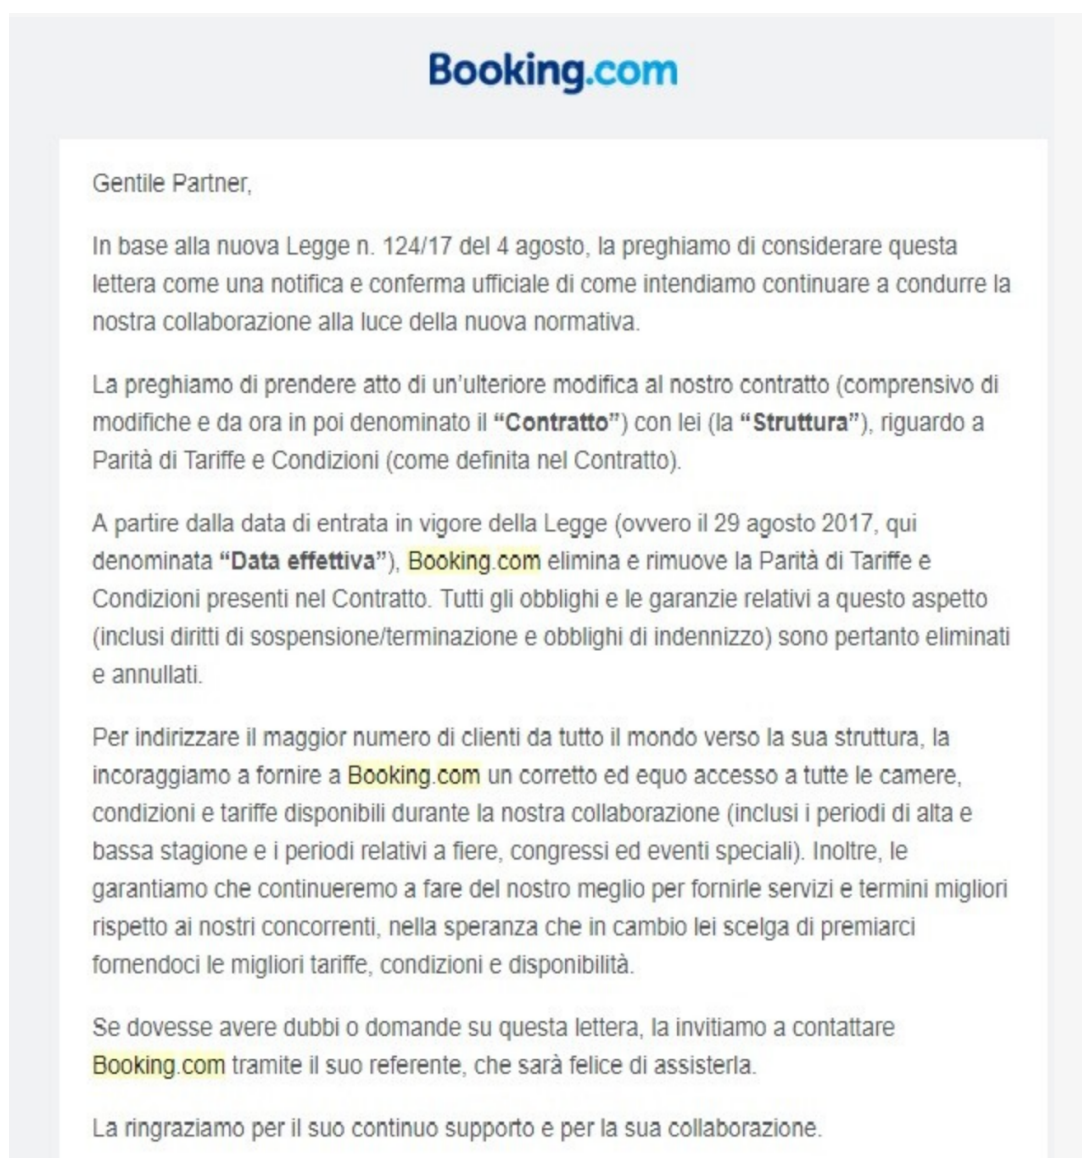 Booking.com
Gentile Partner,
In base alla nuova Legge n. 124/17 del 4 agosto, la preghiamo di considerare questa
lettera come una notifica e conferma ufficiale di come intendiamo continuare a condurre la
nostra collaborazione alla luce della nuova normativa.
La preghiamo di prendere atto di un'ulteriore modifica al nostro contratto (comprensivo di
modifiche e da ora in poi denominato il “Contratto”) con lei (la “Struttura”), riguardo a
Parità di Tariffe e Condizioni (come definita nel Contratto).
A partire dalla data di entrata in vigore della Legge (ovvero il 29 agosto 2017, qui
denominata “Data effettiva”), Booking.com elimina e rimuove la Parità di Tariffe e
Condizioni presenti nel Contratto. Tutti gli obblighi e le garanzie relativi a questo aspetto
(inclusi diritti di sospensione/terminazione e obblighi di indennizzo) sono pertanto eliminati
e annullati.
Per indirizzare il maggior numero di clienti da tutto il mondo verso la sua struttura, la
incoraggiamo a fornire a Booking.com un corretto ed equo accesso a tutte le camere,
condizioni e tariffe disponibili durante la nostra collaborazione (inclusi i periodi di alta e
bassa stagione e i periodi relativi a fiere, congressi ed eventi speciali). Inoltre, le
garantiamo che continueremo a fare del nostro meglio per fornirle servizi e termini migliori
rispetto ai nostri concorrenti, nella speranza che in cambio lei scelga di premiarci
fornendoci le migliori tariffe, condizioni e disponibilità.
Se dovesse avere dubbi o domande su questa lettera, la invitiamo a contattare
Booking.com tramite il suo referente, che sarà felice di assisterla.
La ringraziamo per il suo continuo supporto e per la sua collaborazione.